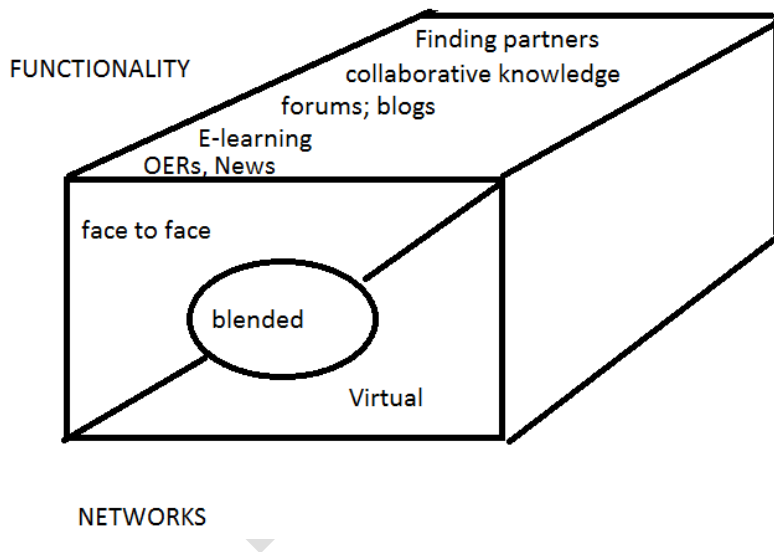 Finding partners
FUNCTIONALITY
collaborative knowledge
forums; blogs
E-learning
OERs, News
face to face
blended
Virtual
NETWORKS